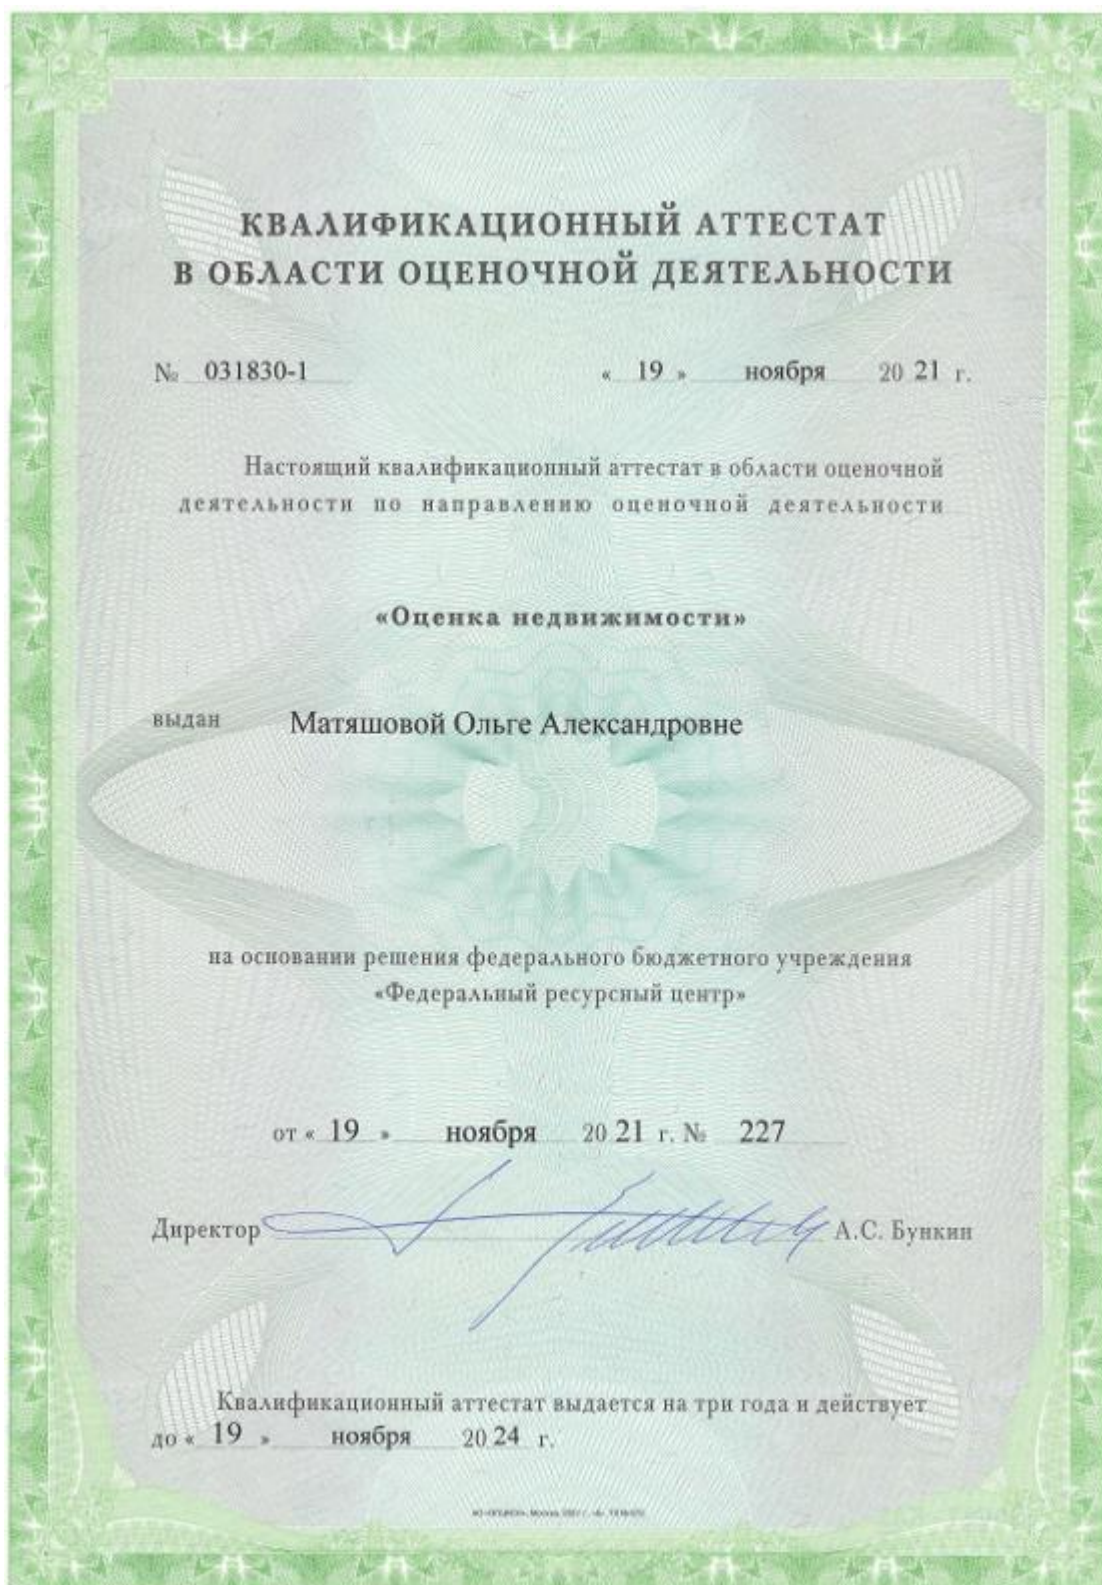 КВАЛИФИКАЦИОННЫЙ АТТЕСТАТ
В ОБЛАСТИ ОЦЕНОЧНОЙ ДЕЯТЕЛЬНОСТИ
№ 031830-1 « 19 » ноября 20 21 г.
Настоящий квалификационный аттестат в области оценочной
деятельности по направлению оценочной деятельности
«Оценка недвижимости»
выдан Матяшовой Ольге Александровне
на основании решения федерального бюджетного учреждения
«Федеральный ресурсный центр»
от « 19 » ноября 20 21 г. № 227
Директор А.С. Бункин
Квалификационный аттестат выдается на три года и действует
до « 19 » ноября 20 24 г.